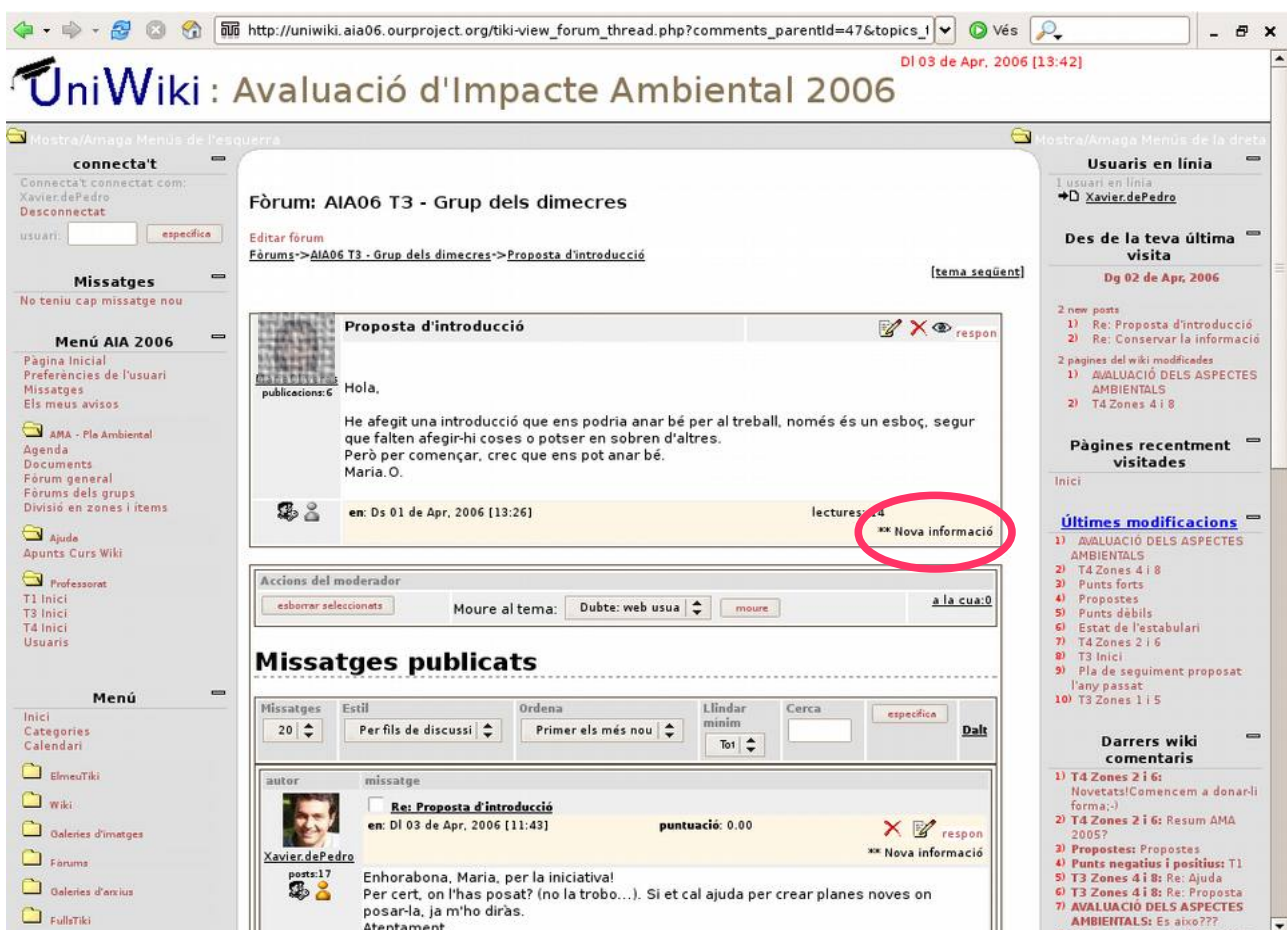 http://uniwiki.aia06.ourproject.org/tiki-view_forum_thread.php?comments_parentId=47&topics_
Vés
Dl 03 de Apr, 2006 [13:42]
UniWiki : Avaluació d'Impacte Ambiental 2006
Mostra/Amaga Menús de l'esquerra
Mostra/Amaga Menús de la dreta
connecta't
Connecta't connectat com:
Xavier.dePedro
Desconnectat
usuari:
especifica
Missatges
No teniu cap missatge nou
Menú AIA 2006
Pàgina Inicial
Preferències de l'usuari
Missatges
Els meus avisos
AMA - Pla Ambiental
Agenda
Documents
Fòrum general
Fòrums dels grups
Divisió en zones i ítems
Ajuda
Apunts Curs Wiki
Professorat
T1 Inici
T3 Inici
T4 Inici
Usuaris
Menú
Inici
Categories
Calendari
ElmeuTiki
Wiki
Galeries d'imatges
Fòrums
Galeries d'arxius
FullsTiki
Fòrum: AIA06 T3 - Grup dels dimecres
Editar fòrum
Fòrums->AIA06 T3 - Grup dels dimecres->Proposta d'introducció
[tema següent]
Proposta d'introducció
respon
publicacions:6
Hola,
He afegit una introducció que ens podria anar bé per al treball, només és un esboç, segur
que falten afegir-hi coses o potser en sobren d'altres.
Però per començar, crec que ens pot anar bé.
Maria.O.
en: Ds 01 de Apr, 2006 [13:26]
lectures: 14
** Nova informació
Accions del moderador
esborrar seleccionats
Moure al tema:
Dubte: web usua
moure
a la cua:0
Missatges publicats
Missatges
Estil
Ordena
Llindar mínim
Cerca
20
Per fils de discussi
Primer els més nou
Tot
especifica
Dalt
autor
missatge
Re: Proposta d'introducció
en: Dl 03 de Apr, 2006 [11:43]
puntuació: 0.00
respon
** Nova informació
Xavier.dePedro
posts:17
Enhorabona, Maria, per la iniciativa!
Per cert, on l'has posat? (no la trobo...). Si et cal ajuda per crear planes noves on
posar-la, ja m'ho diràs.
Atentament
Usuaris en línia
1 usuari en línia
Xavier.dePedro
Des de la teva última
visita
Dg 02 de Apr, 2006
2 new posts
1) Re: Proposta d'introducció
2) Re: Conservar la informació
2 pàgines del wiki modificades
1) AVALUACIÓ DELS ASPECTES
AMBIENTALS
2) T4 Zones 4 i 8
Pàgines recentment
visitades
Inici
Últimes modificacions
1) AVALUACIÓ DELS ASPECTES
AMBIENTALS
2) T4 Zones 4 i 8
3) Punts forts
4) Propostes
5) Punts dèbils
6) Estat de l'estabulari
7) T4 Zones 2 i 6
8) T3 Inici
9) Pla de seguiment proposat
l'any passat
10) T3 Zones 1 i 5
Darrers wiki
comentaris
1) T4 Zones 2 i 6:
Novetats!Comencem a donar-li
forma;-)
2) T4 Zones 2 i 6: Resum AMA
2005?
3) Propostes: Propostes
4) Punts negatius i positius: T1
5) T3 Zones 4 i 8: Re: Ajuda
6) T3 Zones 4 i 8: Re: Proposta
7) AVALUACIÓ DELS ASPECTES
AMBIENTALS: Es aixo???